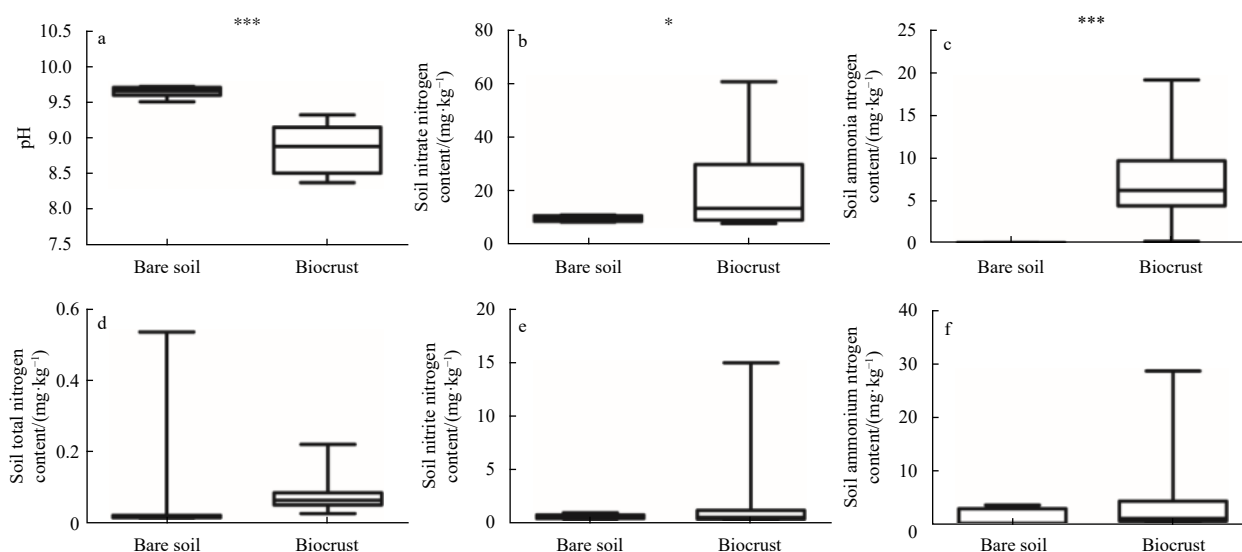 ***
a
10.5
10.0
9.5
9.0
8.5
8.0
7.5
pH
Bare soil
Biocrust
*
b
80
60
40
20
0
Soil nitrate nitrogen
content/(mg·kg⁻¹)
Bare soil
Biocrust
***
c
25
20
15
10
5
0
Soil ammonia ntrogen
content/(mg·kg⁻¹)
Bare soil
Biocrust
d
0.6
0.4
0.2
0
Soil total nitrogen
content/(mg·kg⁻¹)
Bare soil
Biocrust
e
20
15
10
5
0
Soil nitrite nitrogen
content/(mg·kg⁻¹)
Bare soil
Biocrust
f
40
30
20
10
0
Soil ammonium ntrogen
content/(mg·kg⁻¹)
Bare soil
Biocrust